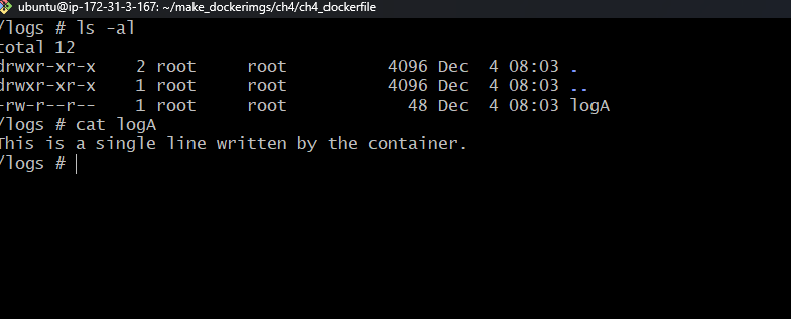 ubuntu@ip-172-31-3-167: ~/make_dockerimgs/ch4/ch4_dockerfile
/logs # ls -al
total 12
drwxr-xr-x    2 root     root          4096 Dec  4 08:03 .
drwxr-xr-x    1 root     root          4096 Dec  4 08:03 ..
-rw-r--r--    1 root     root            48 Dec  4 08:03 logA
/logs # cat logA
This is a single line written by the container.
/logs #